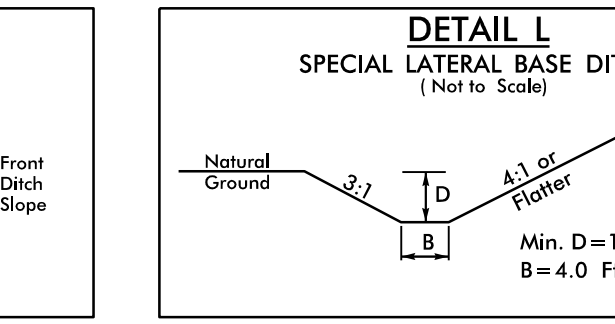 Front
Ditch
Slope
DETAIL L
SPECIAL LATERAL BASE
( Not to Scale)
Natural
Ground
3:1
D
B
4:1 or
Flatter
Min. D=1
B=4.0